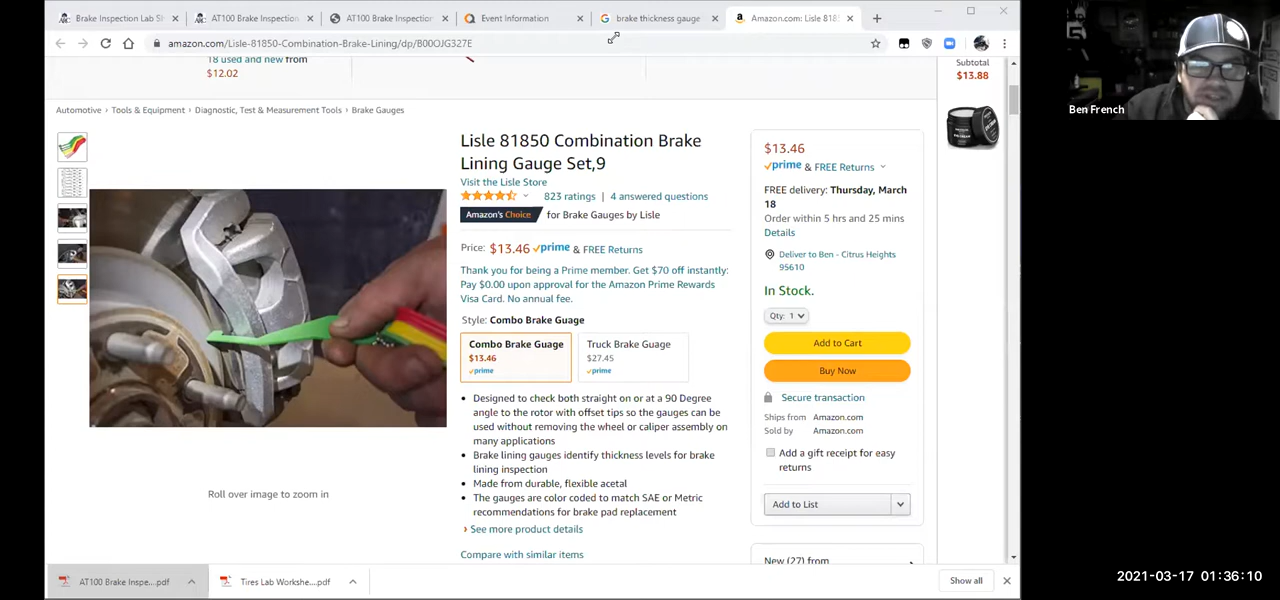 Brake Inspection Lab Sh
AT100 Brake Inspection
AT100 Brake Inspection
Event Information
brake thickness gauge
Amazon.com: Lisle 8185
amazon.com/Lisle-81850-Combination-Brake-Lining/dp/B00OJG327E
18 used and new from
$12.02
Subtotal
$13.88
Automotive › Tools & Equipment › Diagnostic, Test & Measurement Tools › Brake Gauges
Lisle 81850 Combination Brake
Lining Gauge Set,9
Visit the Lisle Store
823 ratings | 4 answered questions
Amazon's Choice for Brake Gauges by Lisle
Price: $13.46 prime & FREE Returns
Thank you for being a Prime member. Get $70 off instantly:
Pay $0.00 upon approval for the Amazon Prime Rewards
Visa Card. No annual fee.
Style: Combo Brake Guage
Combo Brake Guage
$13.46
prime
Truck Brake Guage
$27.45
prime
• Designed to check both straight on or at a 90 Degree
angle to the rotor with offset tips so the gauges can be
used without removing the wheel or caliper assembly on
many applications
• Brake lining gauges identify thickness levels for brake
lining inspection
• Made from durable, flexible acetal
• The gauges are color coded to match SAE or Metric
recommendations for brake pad replacement
› See more product details
Compare with similar items
Roll over image to zoom in
$13.46
prime & FREE Returns
FREE delivery: Thursday, March
18
Order within 5 hrs and 25 mins
Details
Deliver to Ben - Citrus Heights
95610
In Stock.
Qty: 1
Add to Cart
Buy Now
Secure transaction
Ships from Amazon.com
Sold by Amazon.com
Add a gift receipt for easy
returns
Add to List
New (27) from
AT100 Brake Inspe....pdf
Tires Lab Workshe....pdf
Show all
Ben French
2021-03-17 01:36:10